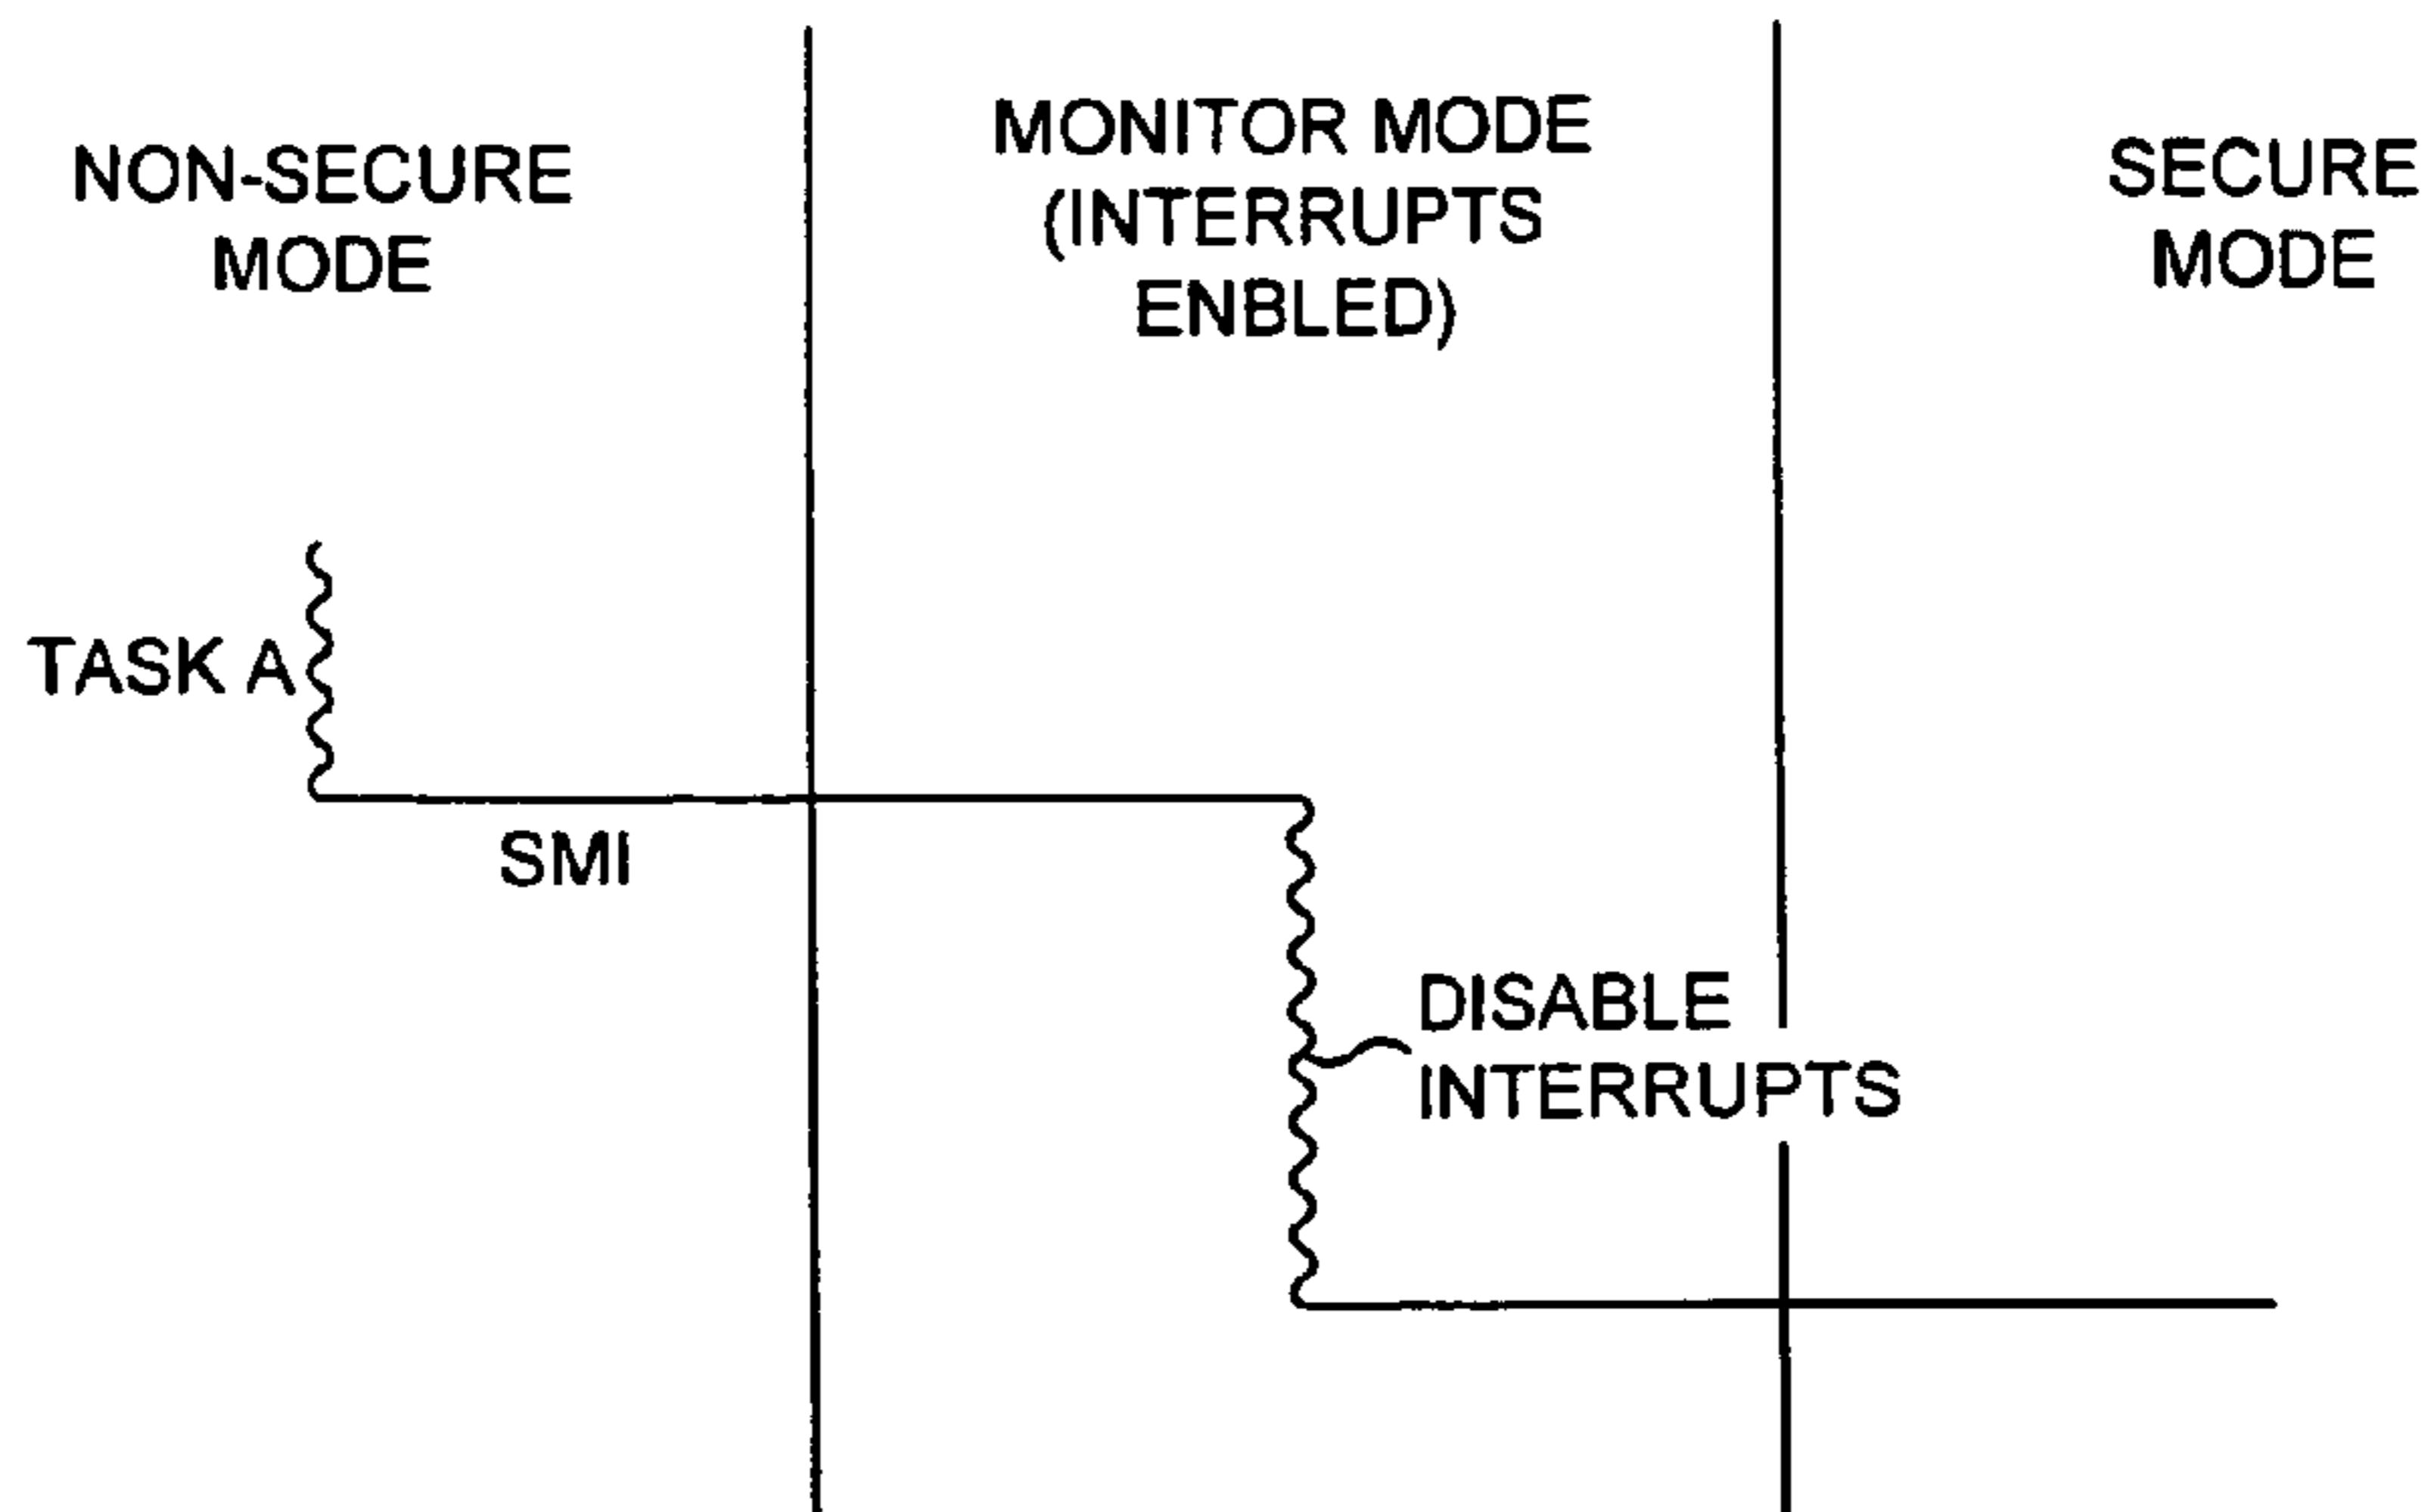 NON-SECURE
MODE
MONITOR MODE
(INTERRUPTS
ENBLED)
SECURE
MODE
TASK A
SMI
DISABLE
INTERRUPTS